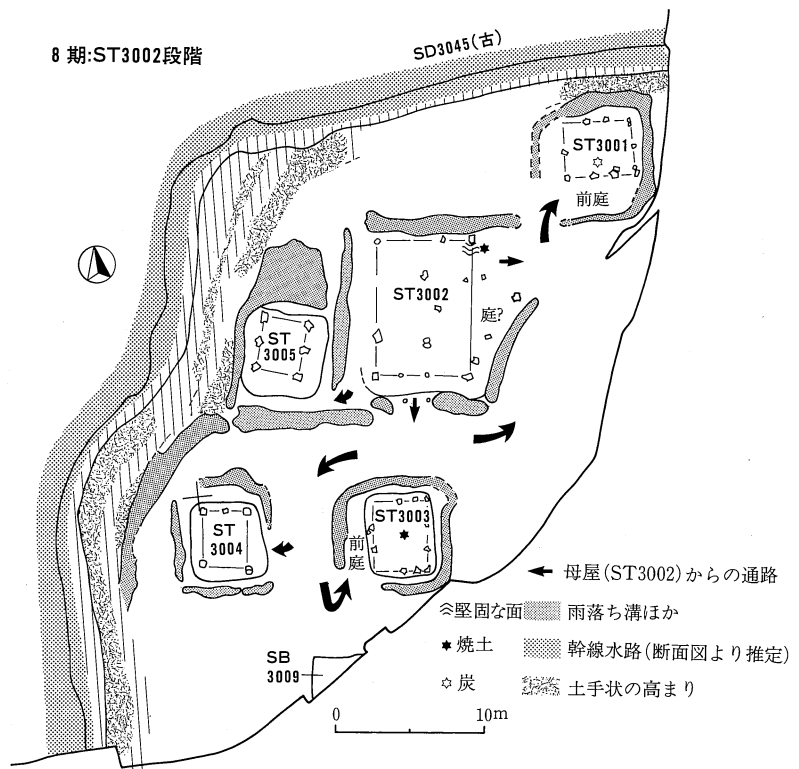 8 期:ST3002段階
SD3045(古)
ST3001
前庭
ST3002
庭?
ST
3005
ST3003
前庭
ST
3004
SB
3009
母屋(ST3002)からの通路
堅固な面
雨落ち溝ほか
焼土
幹線水路(断面図より推定)
炭
土手状の高まり
0
10m